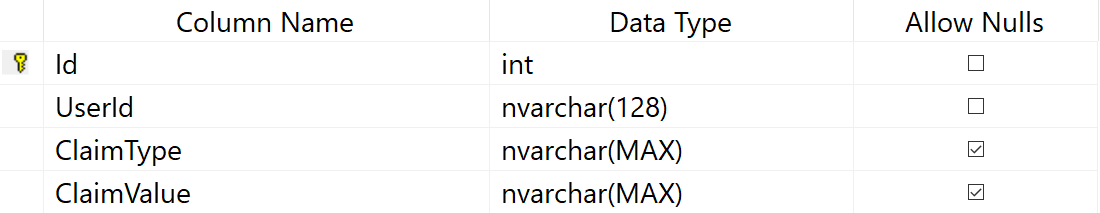 Column Name Data Type Allow Nulls
Id int
UserId nvarchar(128)
ClaimType nvarchar(MAX)
ClaimValue nvarchar(MAX)